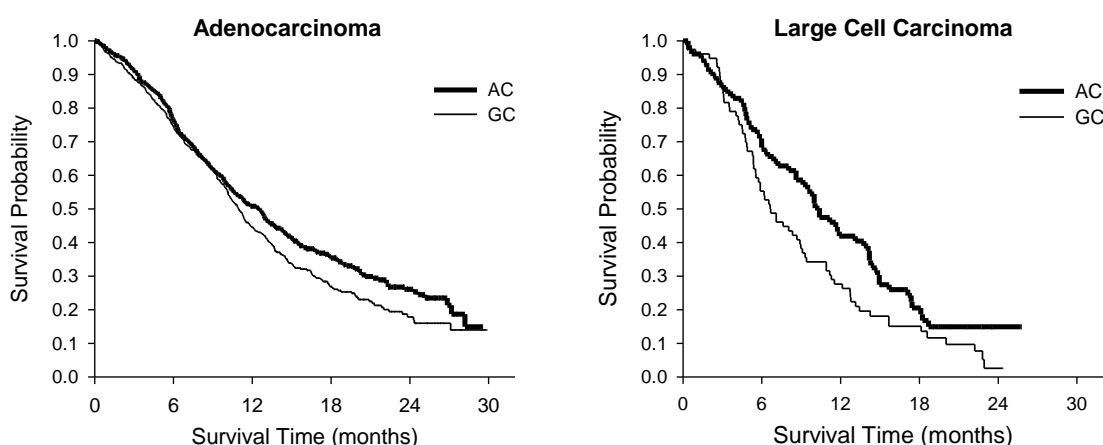 Adenocarcinoma
1.0
0.9
0.8
0.7
0.6
0.5
0.4
0.3
0.2
0.1
0.0
Survival Probability
AC
GC
0 6 12 18 24 30
Survival Time (months)
Large Cell Carcinoma
1.0
0.9
0.8
0.7
0.6
0.5
0.4
0.3
0.2
0.1
0.0
Survival Probability
AC
GC
0 6 12 18 24 30
Survival Time (months)